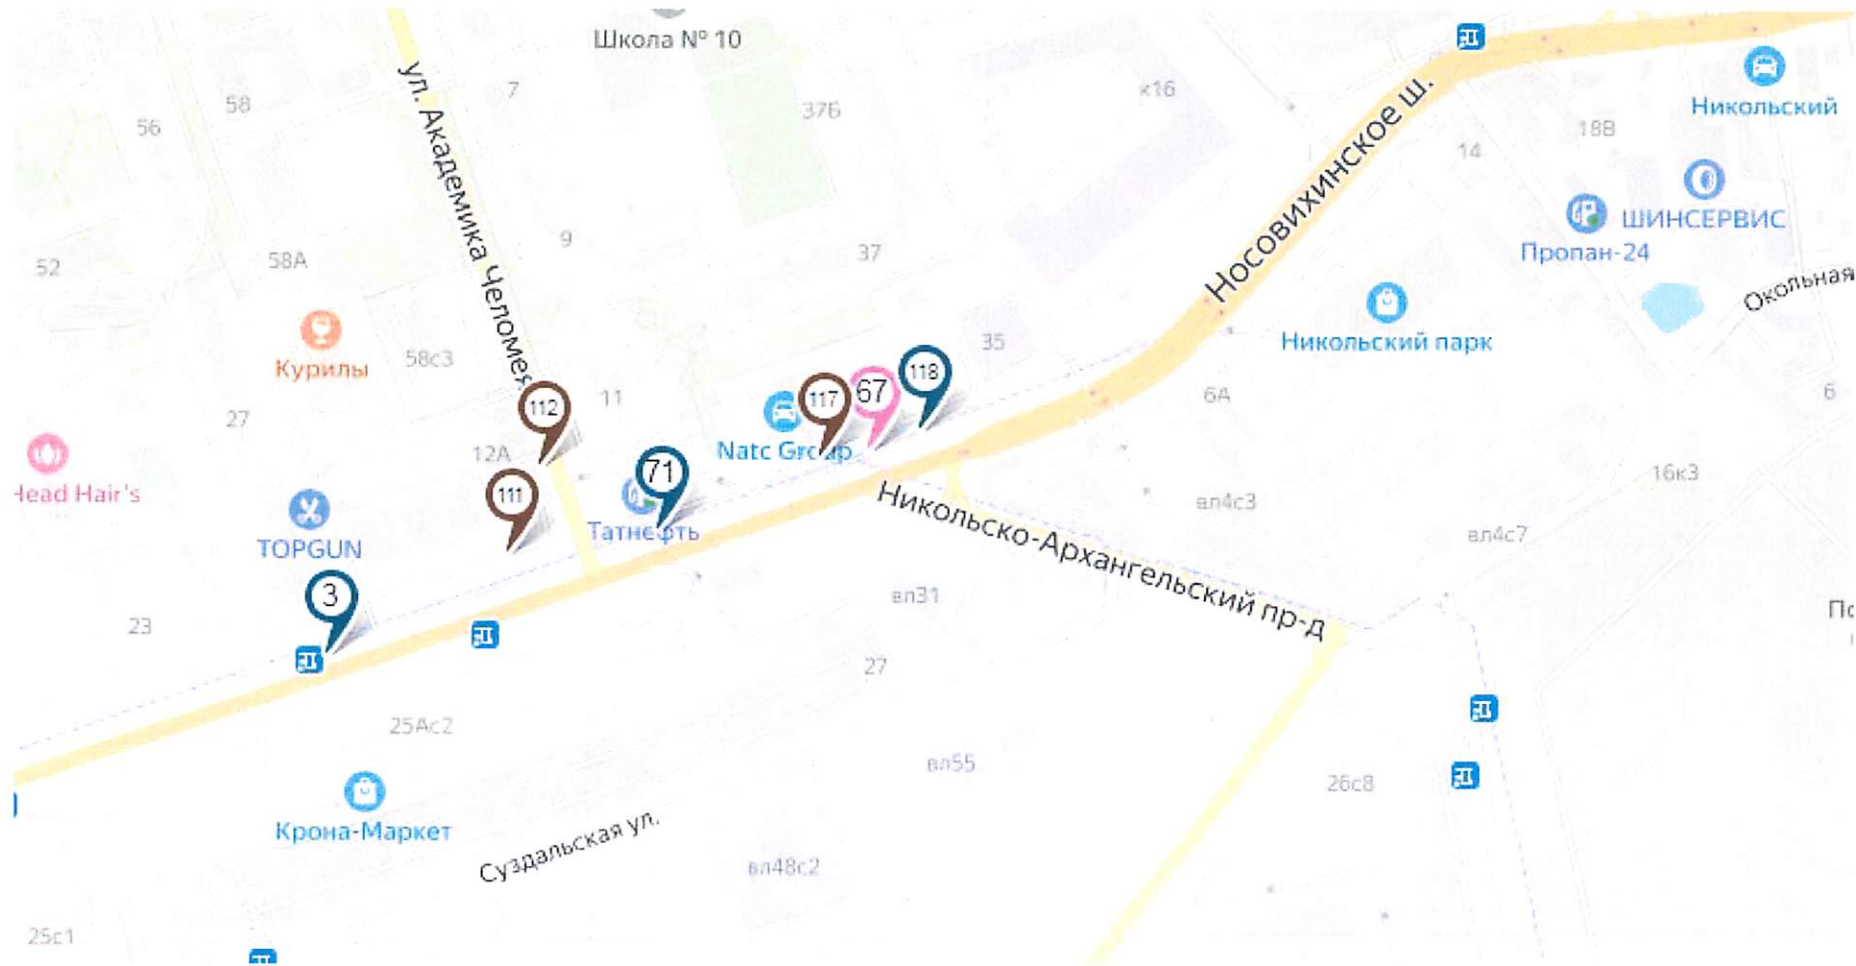 Школа № 10
ул. Академика Челомея
7
58
56
37Б
к16
Носовихинское ш.
Никольский
18В
14
ШИНСЕРВИС
Пропан-24
Окольная
9
37
58А
52
Никольский парк
35
Курилы
58с3
118
67
117
112
11
6А
6
27
12А
Natc Group
71
111
Татнефть
Head Hair's
16к3
вл4с3
Никольско-Архангельский пр-д
вл4с7
TOPGUN
3
вл31
23
27
25Ас2
вл55
26с8
Крона-Маркет
Суздальская ул.
вл48с2
25с1